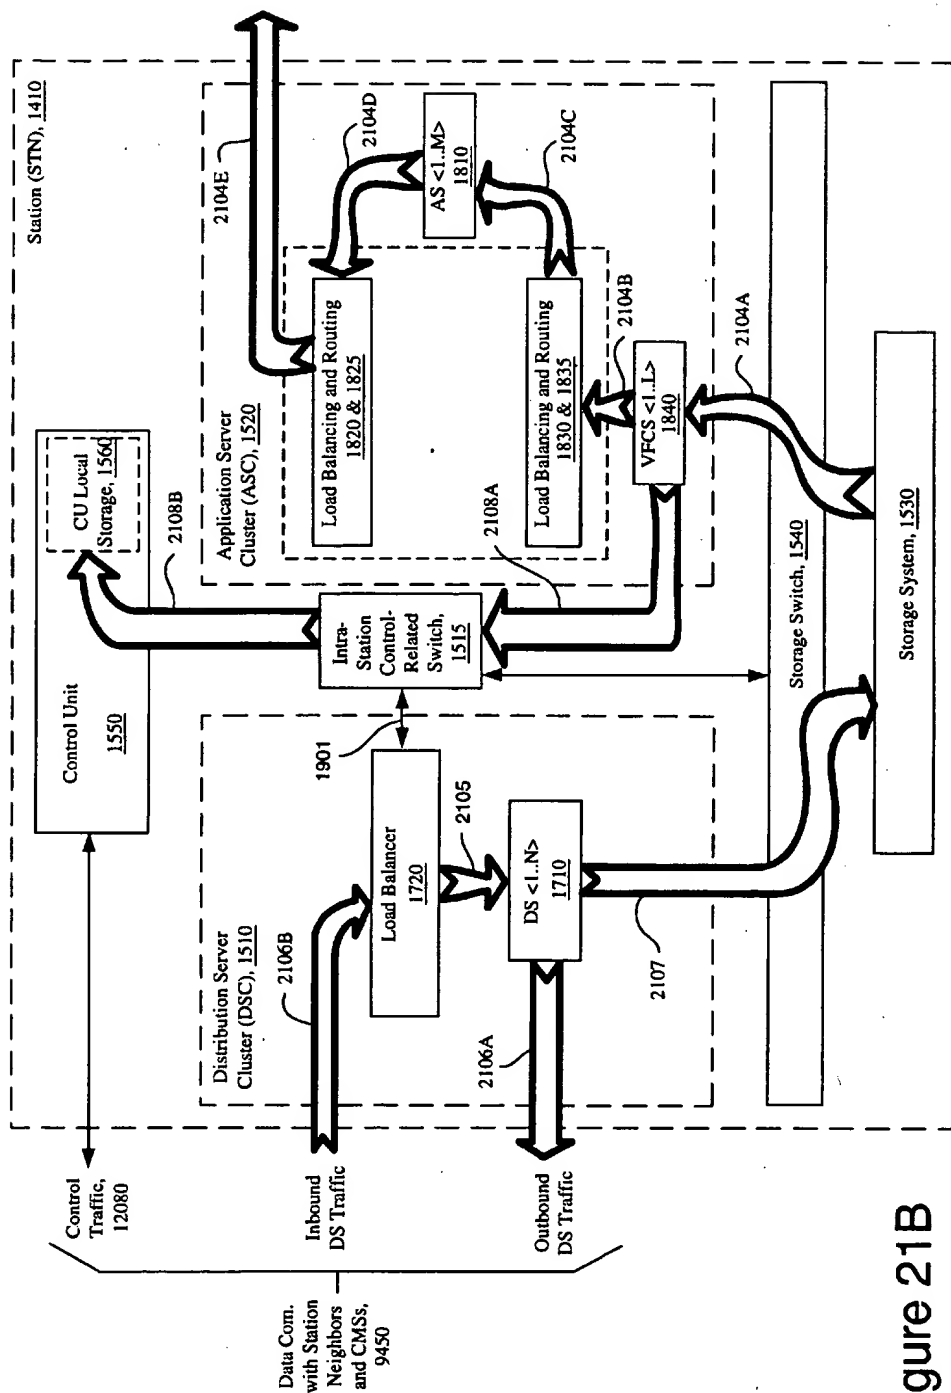 Station (STN), 1410
2104E
Control
Traffic,
12080
Control Unit
1550
CU Local
Storage, 1560
2108B
Data Com.
with Station
Neighbors
and CMSs,
9450
Inbound
DS Traffic
Outbound
DS Traffic
Distribution Server
Cluster (DSC), 1510
2106B
Load Balancer
1720
2105
DS <1..N>
1710
2106A
2107
1901
Intra-
Station
Control-
Related
Switch,
1515
2108A
Application Server
Cluster (ASC), 1520
Load Balancing and Routing
1820 & 1825
2104D
AS <1..M>
1810
2104C
Load Balancing and Routing
1830 & 1835
2104B
VFCS <1..L>
1840
2104A
Storage Switch, 1540
Storage System, 1530
gure 21B